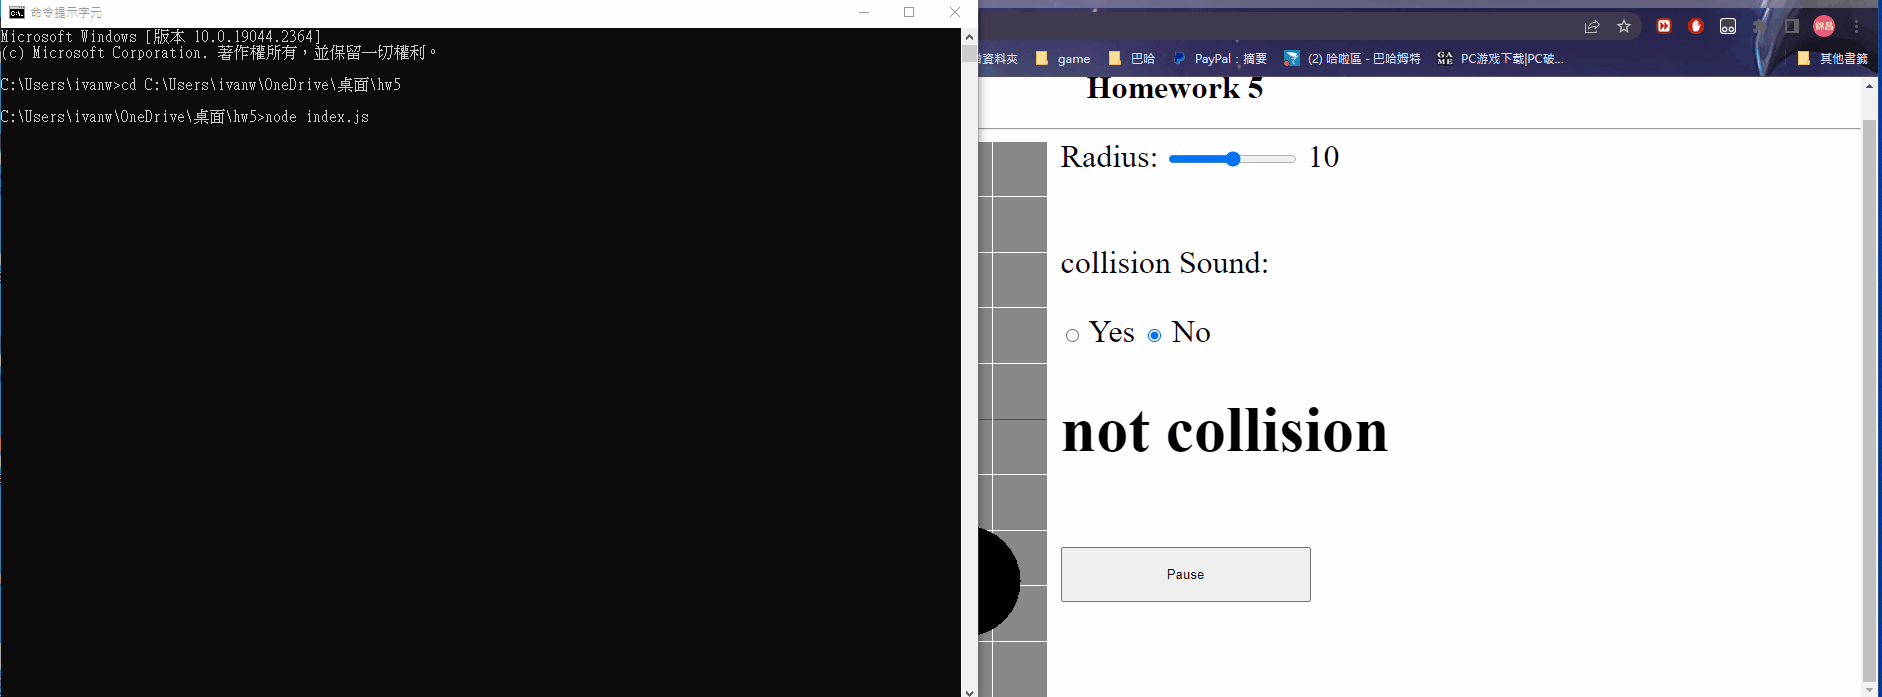 命令提示字元
Microsoft Windows [版本 10.0.19044.2364]
(c) Microsoft Corporation. 著作權所有，並保留一切權利。
C:\Users\ivanw>cd C:\Users\ivanw\OneDrive\桌面\hw5
C:\Users\ivanw\OneDrive\桌面\hw5>node index.js
資料夾 game 巴哈 PayPal：摘要 (2) 哈啦區 - 巴哈姆特 GAME PC游戏下载|PC破... 其他書籤
Homework 5
Radius: 10
collision Sound:
Yes No
not collision
Pause